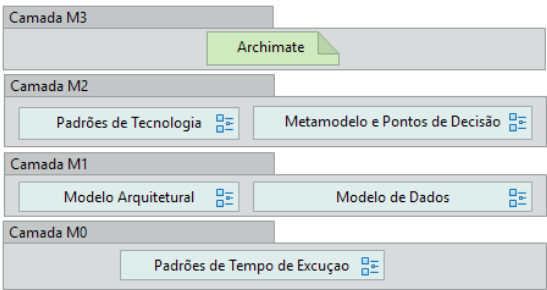 Camada M3
Archimate
Camada M2
Padrões de Tecnologia
Metamodelo e Pontos de Decisão
Camada M1
Modelo Arquitetural
Modelo de Dados
Camada M0
Padrões de Tempo de Excuçao